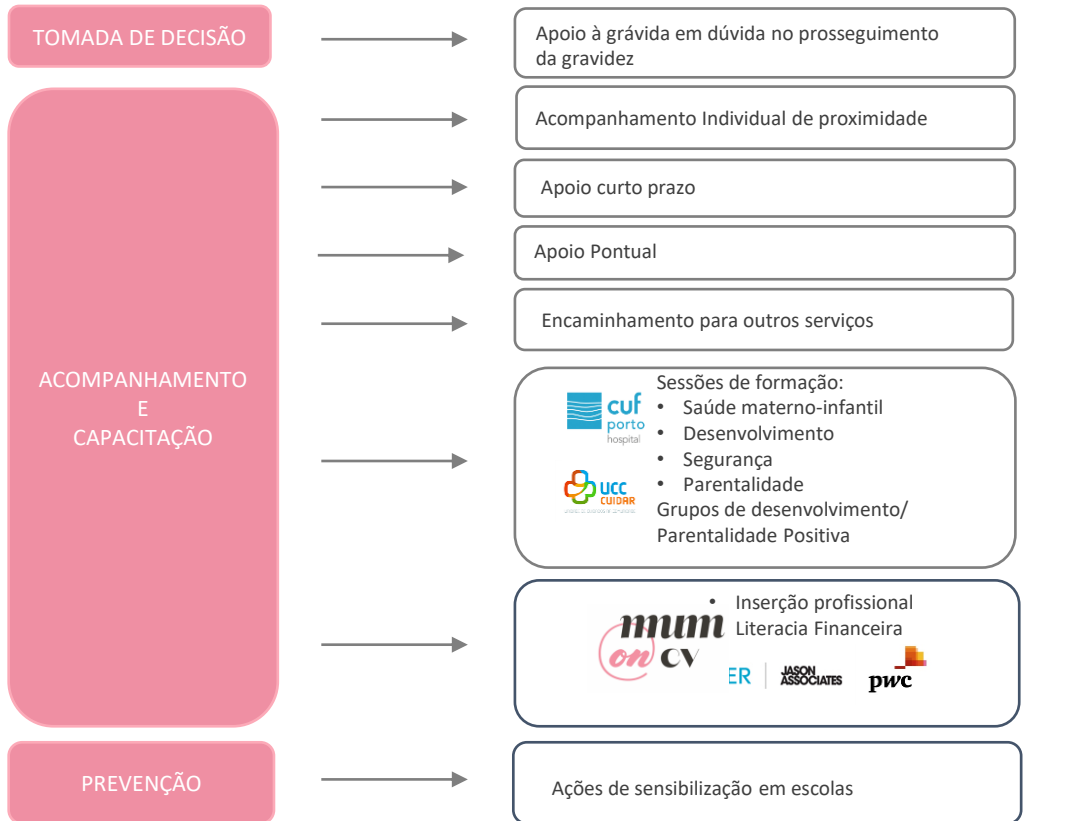 TOMADA DE DECISÃO
Apoio à grávida em dúvida no prosseguimento
da gravidez
Acompanhamento Individual de proximidade
Apoio curto prazo
Apoio Pontual
Encaminhamento para outros serviços
ACOMPANHAMENTO
E
CAPACITAÇÃO
cuf
porto
hospital
UCC
CUIDAR
Sessões de formação:
• Saúde materno-infantil
• Desenvolvimento
• Segurança
• Parentalidade
Grupos de desenvolvimento/
Parentalidade Positiva
mum
on CV
• Inserção profissional
Literacia Financeira
ER
JASON
ASSOCIATES
pwc
PREVENÇÃO
Ações de sensibilização em escolas